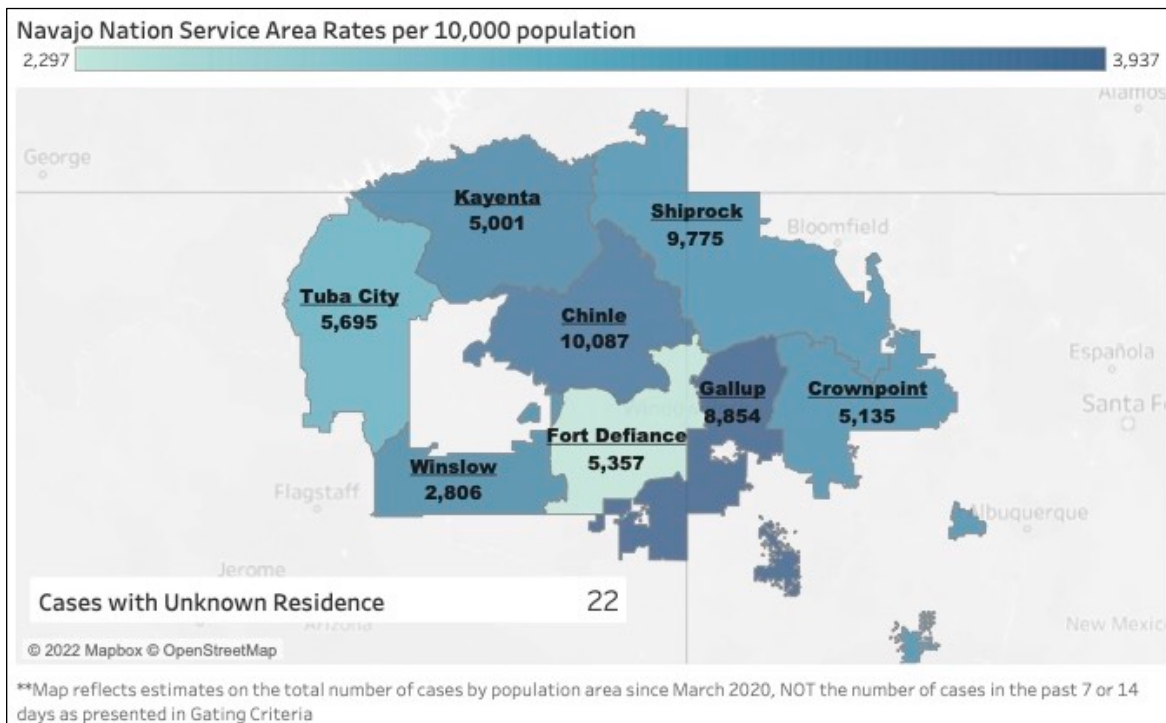 Navajo Nation Service Area Rates per 10,000 population
2,297
3,937
Alamos
George
Kayenta
5,001
Shiprock
9,775
Bloomfield
Tuba City
5,695
Chinle
10,087
Española
Gallup
8,854
Crownpoint
5,135
Santa Fe
Fort Defiance
5,357
Winslow
2,806
Flagstaff
Albuquerque
Jerome
Cases with Unknown Residence 22
Arizona
New Mexico
© 2022 Mapbox © OpenStreetMap
**Map reflects estimates on the total number of cases by population area since March 2020, NOT the number of cases in the past 7 or 14
days as presented in Gating Criteria